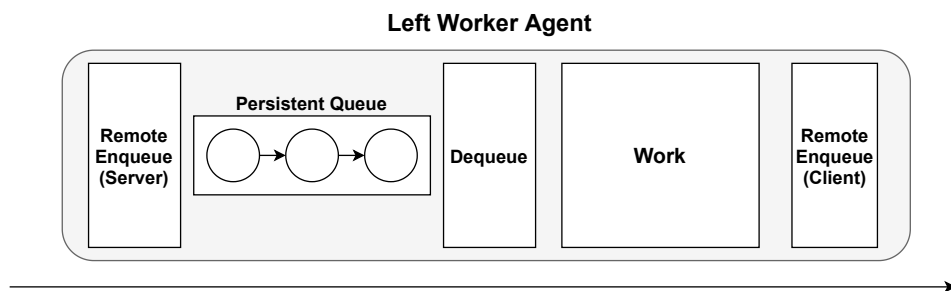 Left Worker Agent
Remote
Enqueue
(Server)
Persistent Queue
Dequeue
Work
Remote
Enqueue
(Client)